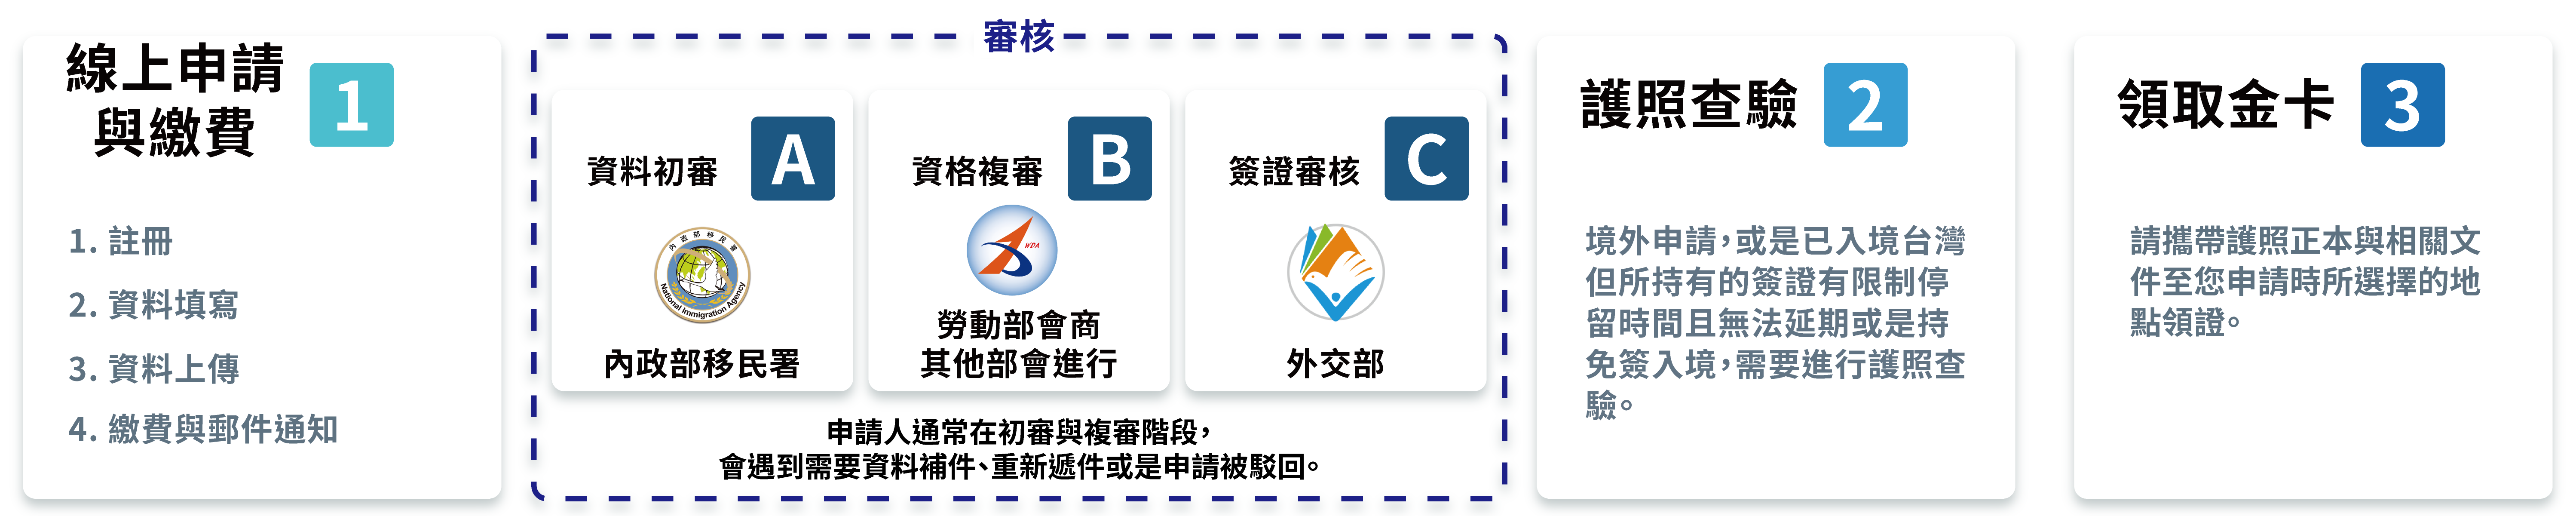 線上申請
與繳費
1
1. 註冊
2. 資料填寫
3. 資料上傳
4. 繳費與郵件通知
審核
資料初審
A
內政部移民署
National Immigration Agency
內政部移民署
資格複審
B
WDA
勞動部會商
其他部會進行
簽證審核
C
外交部
申請人通常在初審與複審階段，
會遇到需要資料補件、重新遞件或是申請被駁回。
護照查驗
2
境外申請，或是已入境台灣
但所持有的簽證有限制停
留時間且無法延期或是持
免簽入境，需要進行護照查
驗。
領取金卡
3
請攜帶護照正本與相關文
件至您申請時所選擇的地
點領證。